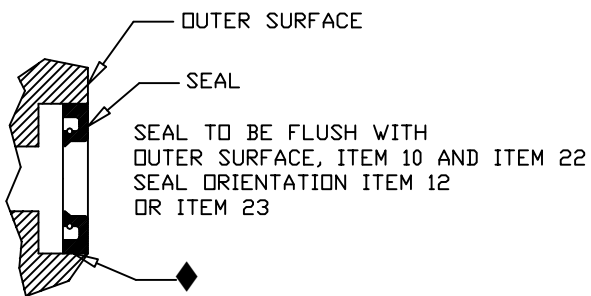 OUTER SURFACE
SEAL
SEAL TO BE FLUSH WITH
OUTER SURFACE, ITEM 10 AND ITEM 22
SEAL ORIENTATION ITEM 12
OR ITEM 23